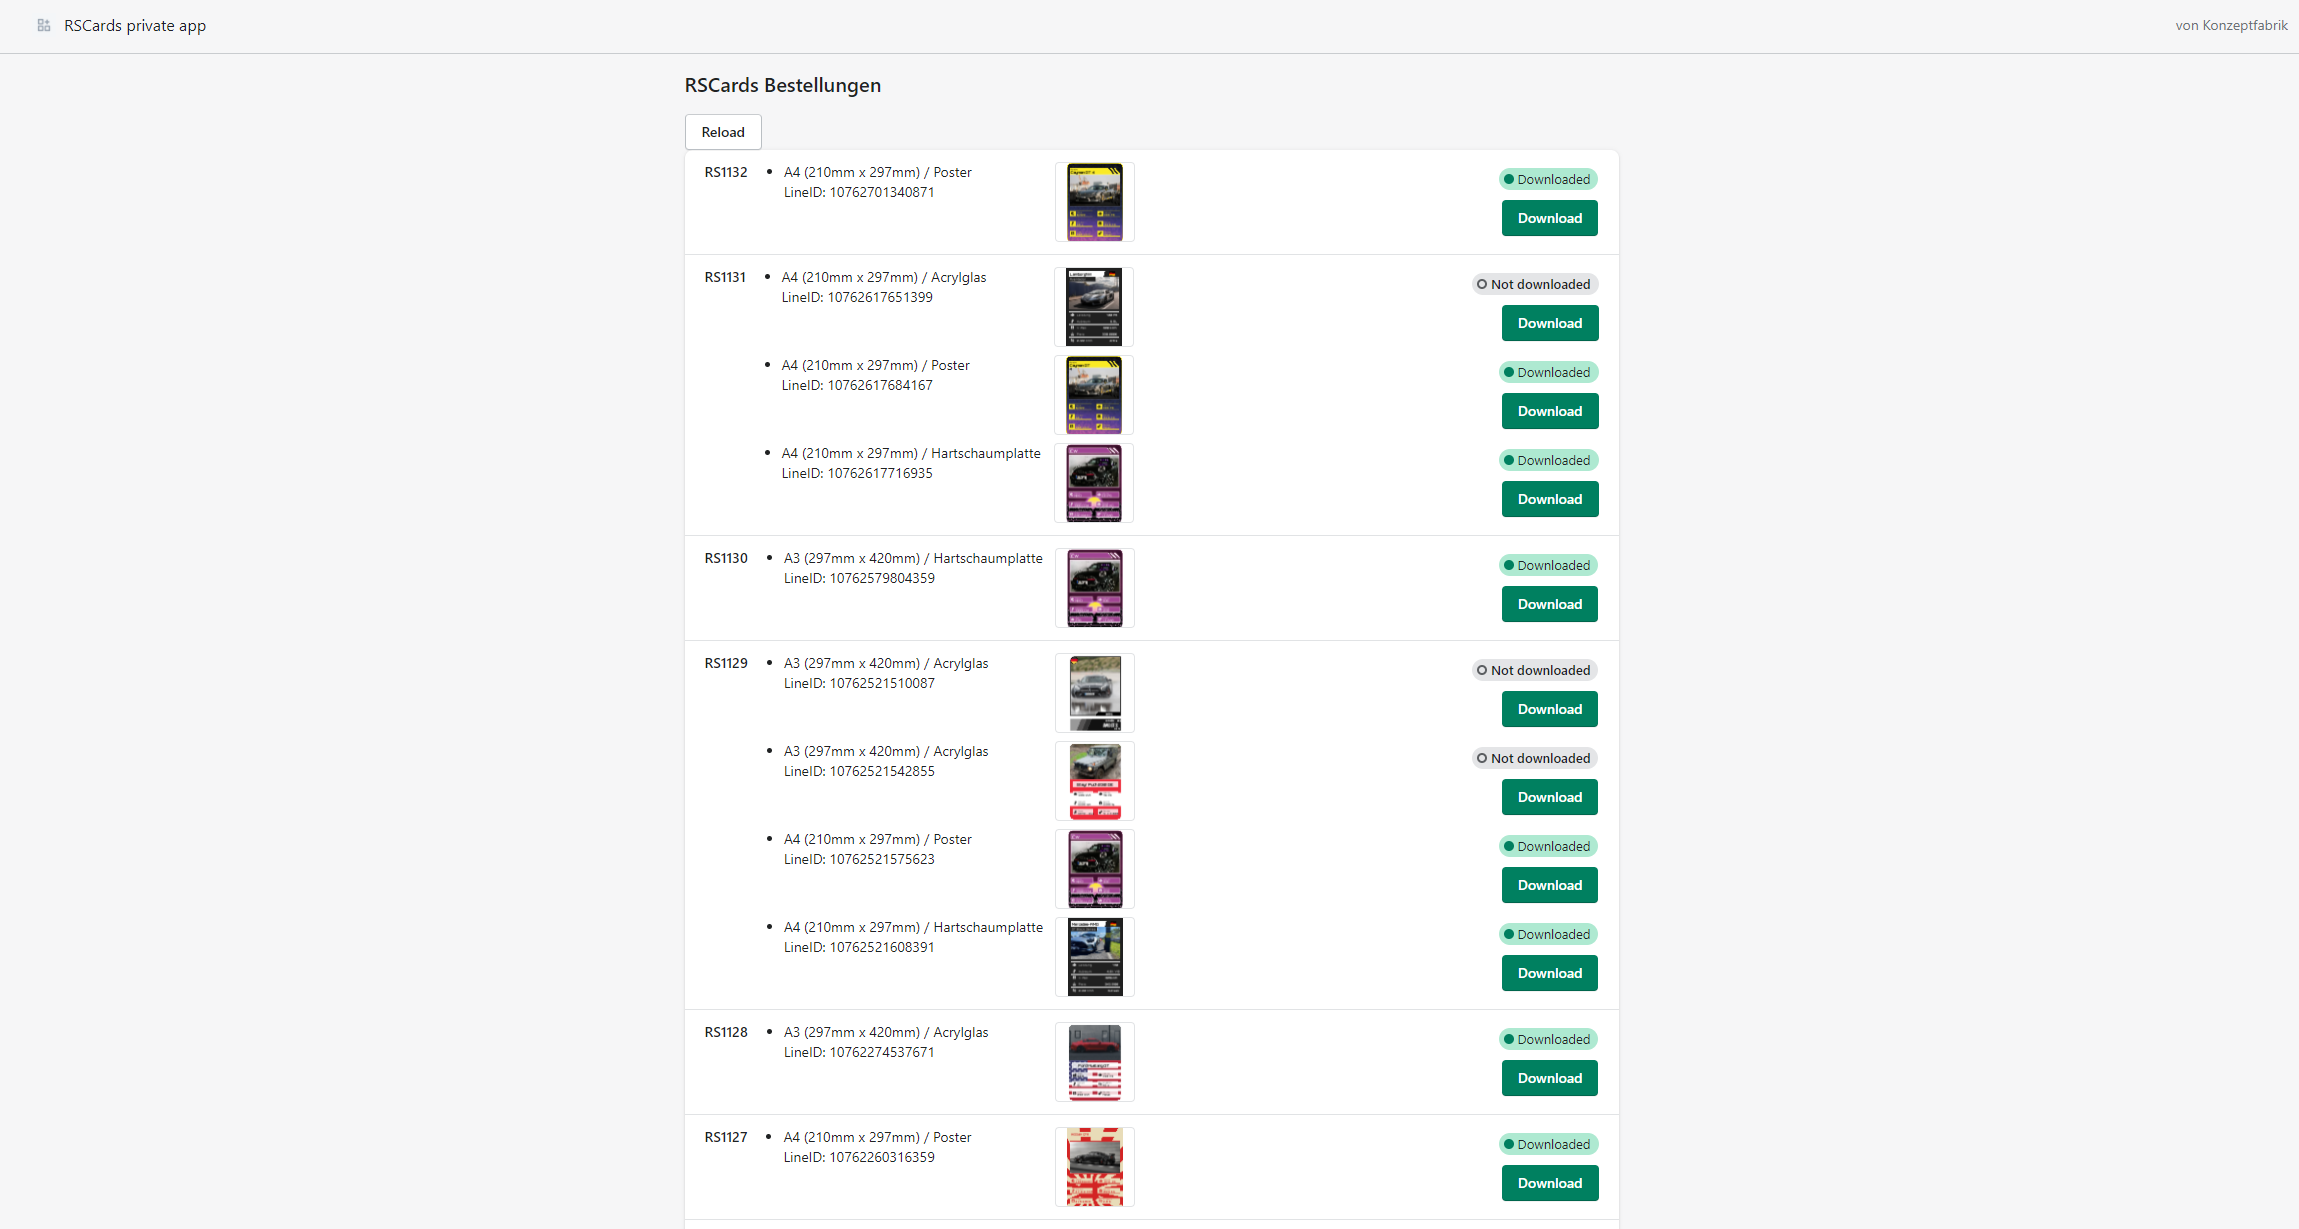 RSCards private app
von Konzeptfabrik
RSCards Bestellungen
Reload
RS1132
A4 (210mm x 297mm) / Poster
LineID: 10762701340871
Downloaded
Download
RS1131
A4 (210mm x 297mm) / Acrylglas
LineID: 10762617651399
Not downloaded
Download
A4 (210mm x 297mm) / Poster
LineID: 10762617684167
Downloaded
Download
A4 (210mm x 297mm) / Hartschaumplatte
LineID: 10762617716935
Downloaded
Download
RS1130
A3 (297mm x 420mm) / Hartschaumplatte
LineID: 10762579804359
Downloaded
Download
RS1129
A3 (297mm x 420mm) / Acrylglas
LineID: 10762521510087
Not downloaded
Download
A3 (297mm x 420mm) / Acrylglas
LineID: 10762521542855
Not downloaded
Download
A4 (210mm x 297mm) / Poster
LineID: 10762521575623
Downloaded
Download
A4 (210mm x 297mm) / Hartschaumplatte
LineID: 10762521608391
Downloaded
Download
RS1128
A3 (297mm x 420mm) / Acrylglas
LineID: 10762274537671
Downloaded
Download
RS1127
A4 (210mm x 297mm) / Poster
LineID: 10762260316359
Downloaded
Download